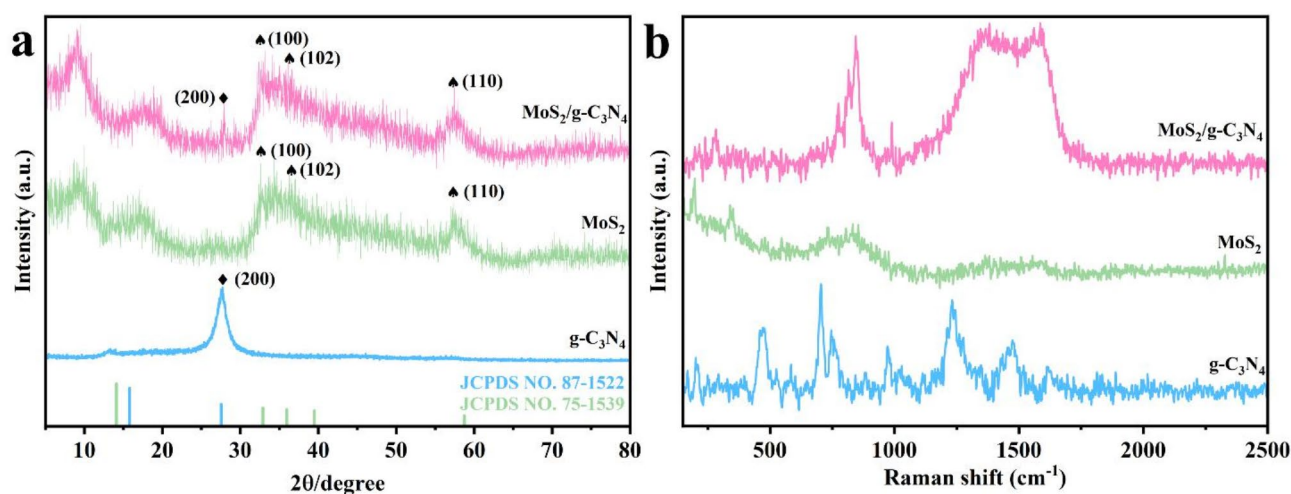 a
Intensity (a.u.)
♠ (100)
♠ (102)
(200) ♦
♠ (110)
MoS₂/g-C₃N₄
♠ (100)
♠ (102)
♠ (110)
MoS₂
♦ (200)
g-C₃N₄
JCPDS NO. 87-1522
JCPDS NO. 75-1539
10 20 30 40 50 60 70 80
2θ/degree
b
Intensity (a.u.)
MoS₂/g-C₃N₄
MoS₂
g-C₃N₄
500 1000 1500 2000 2500
Raman shift (cm⁻¹)